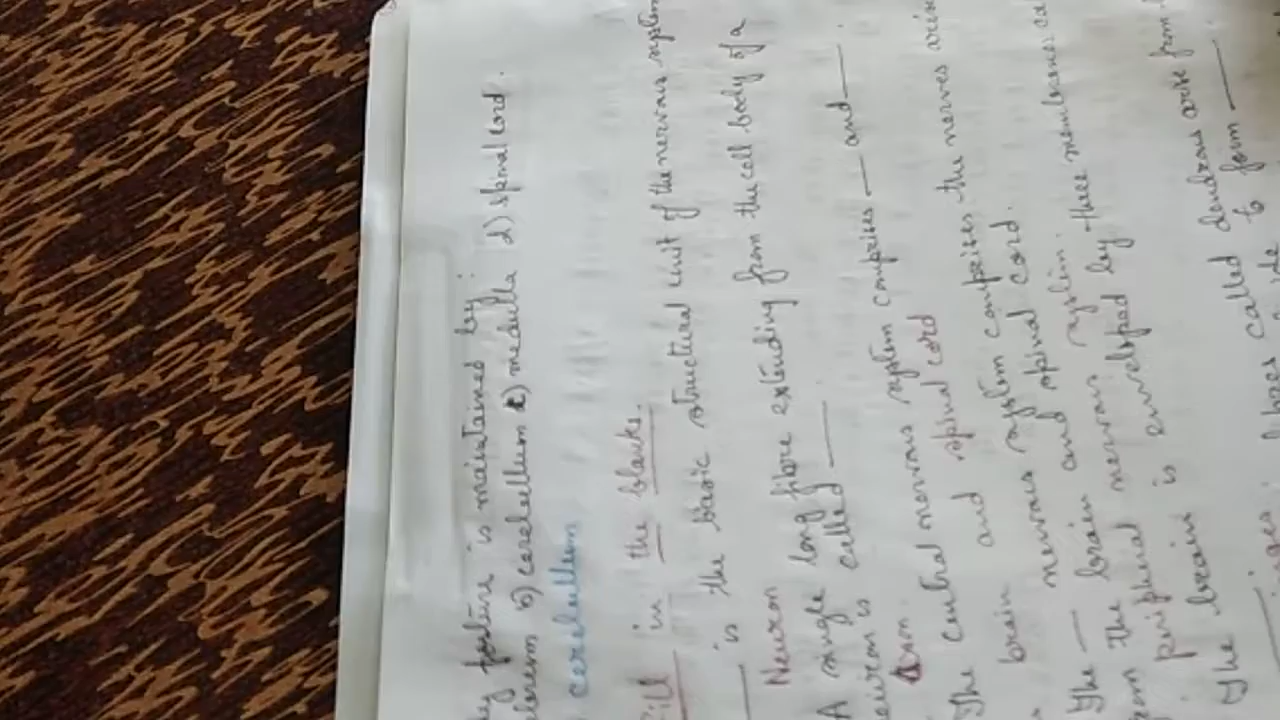 posture is maintained by :
b) cerebellum c) medulla d) spinal cord.
cerebellum
Fill in the blanks.
— is the basic structural unit of the nervous system
Neuron
A single long fibre extending from the cell body of a
neuron is called —
Axon
The central nervous system comprises — and — .
brain and spinal cord
The — nervous system comprises the nerves
from the brain and spinal cord.
peripheral nervous system.
The brain is enveloped by three membranes
fibres called dendrons arise from
to form — .